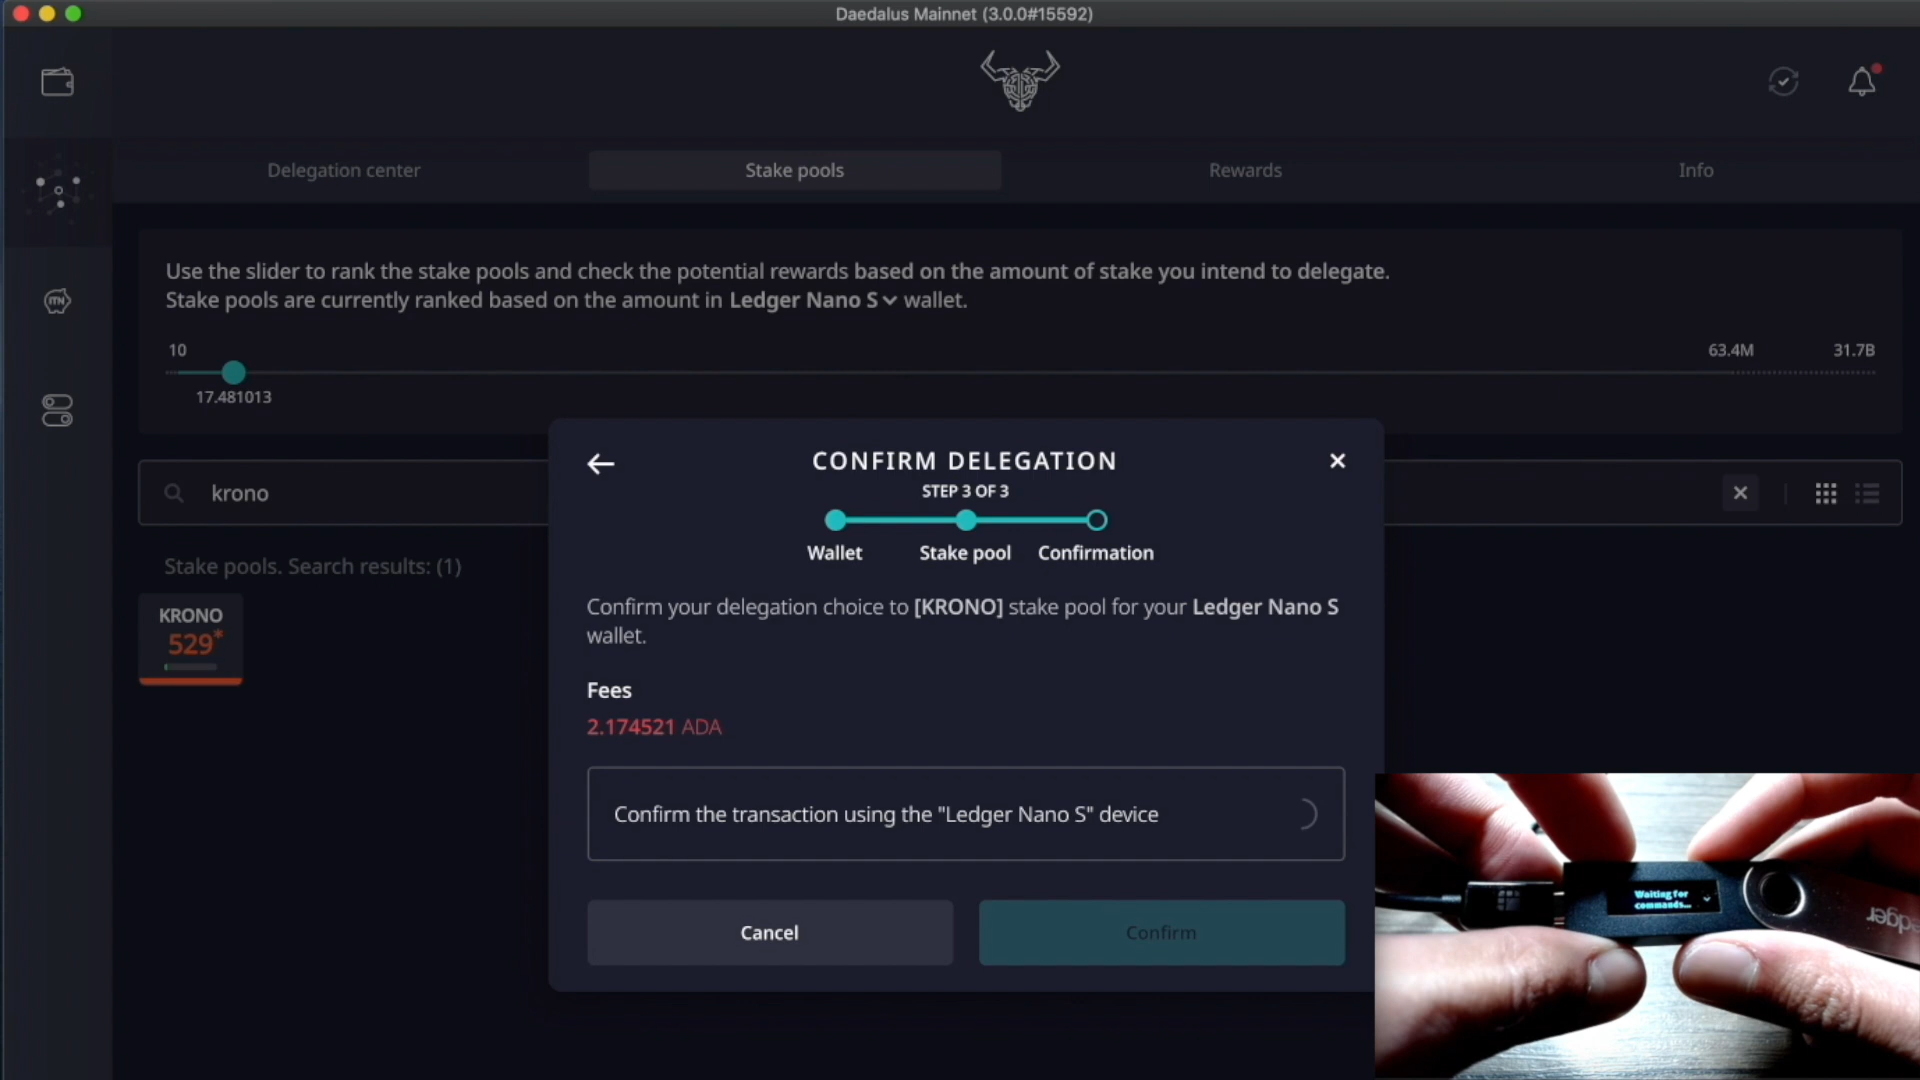 Daedalus Mainnet (3.0.0#15592)
Delegation center
Stake pools
Rewards
Info
Use the slider to rank the stake pools and check the potential rewards based on the amount of stake you intend to delegate.
Stake pools are currently ranked based on the amount in Ledger Nano S wallet.
10
63.4M
31.7B
17.481013
krono
Stake pools. Search results: (1)
KRONO
529*
CONFIRM DELEGATION
STEP 3 OF 3
Wallet
Stake pool
Confirmation
Confirm your delegation choice to [KRONO] stake pool for your Ledger Nano S
wallet.
Fees
2.174521 ADA
Confirm the transaction using the "Ledger Nano S" device
Cancel
Confirm
ITN
Waiting for
commands...
Ledger